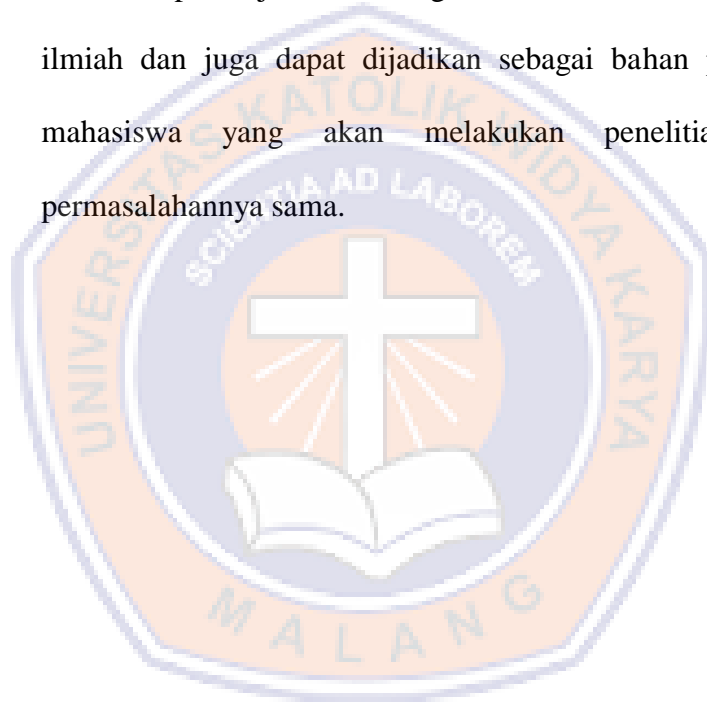 ilmiah dan juga dapat dijadikan sebagai bahan
mahasiswa yang akan melakukan
permasalahannya sama.
UNIVERSITAS KATOLIK WIDYA KARYA
SCIENTIA AD LABOREM
MALANG